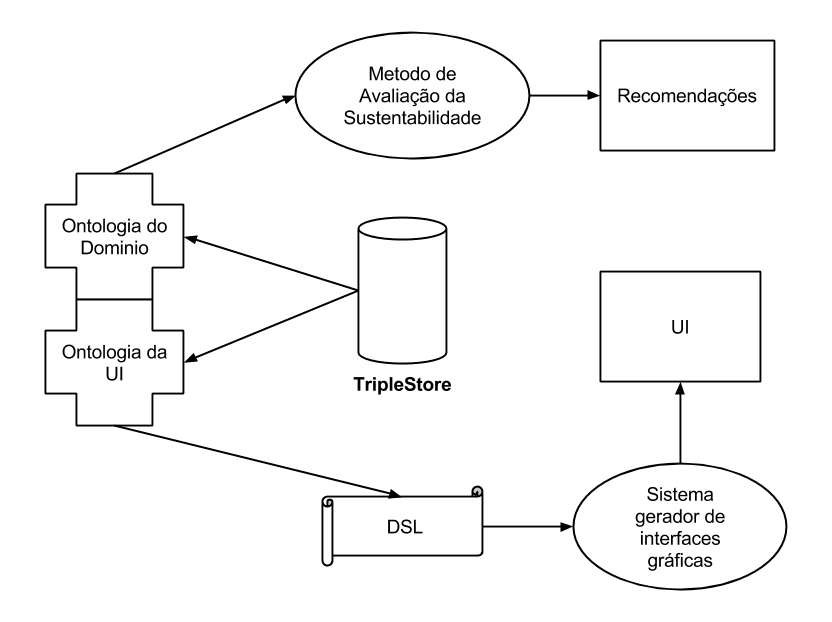 Metodo de
Avaliação da
Sustentabilidade
Recomendações
Ontologia do
Dominio
Ontologia da
UI
TripleStore
UI
DSL
Sistema
gerador de
interfaces
gráficas